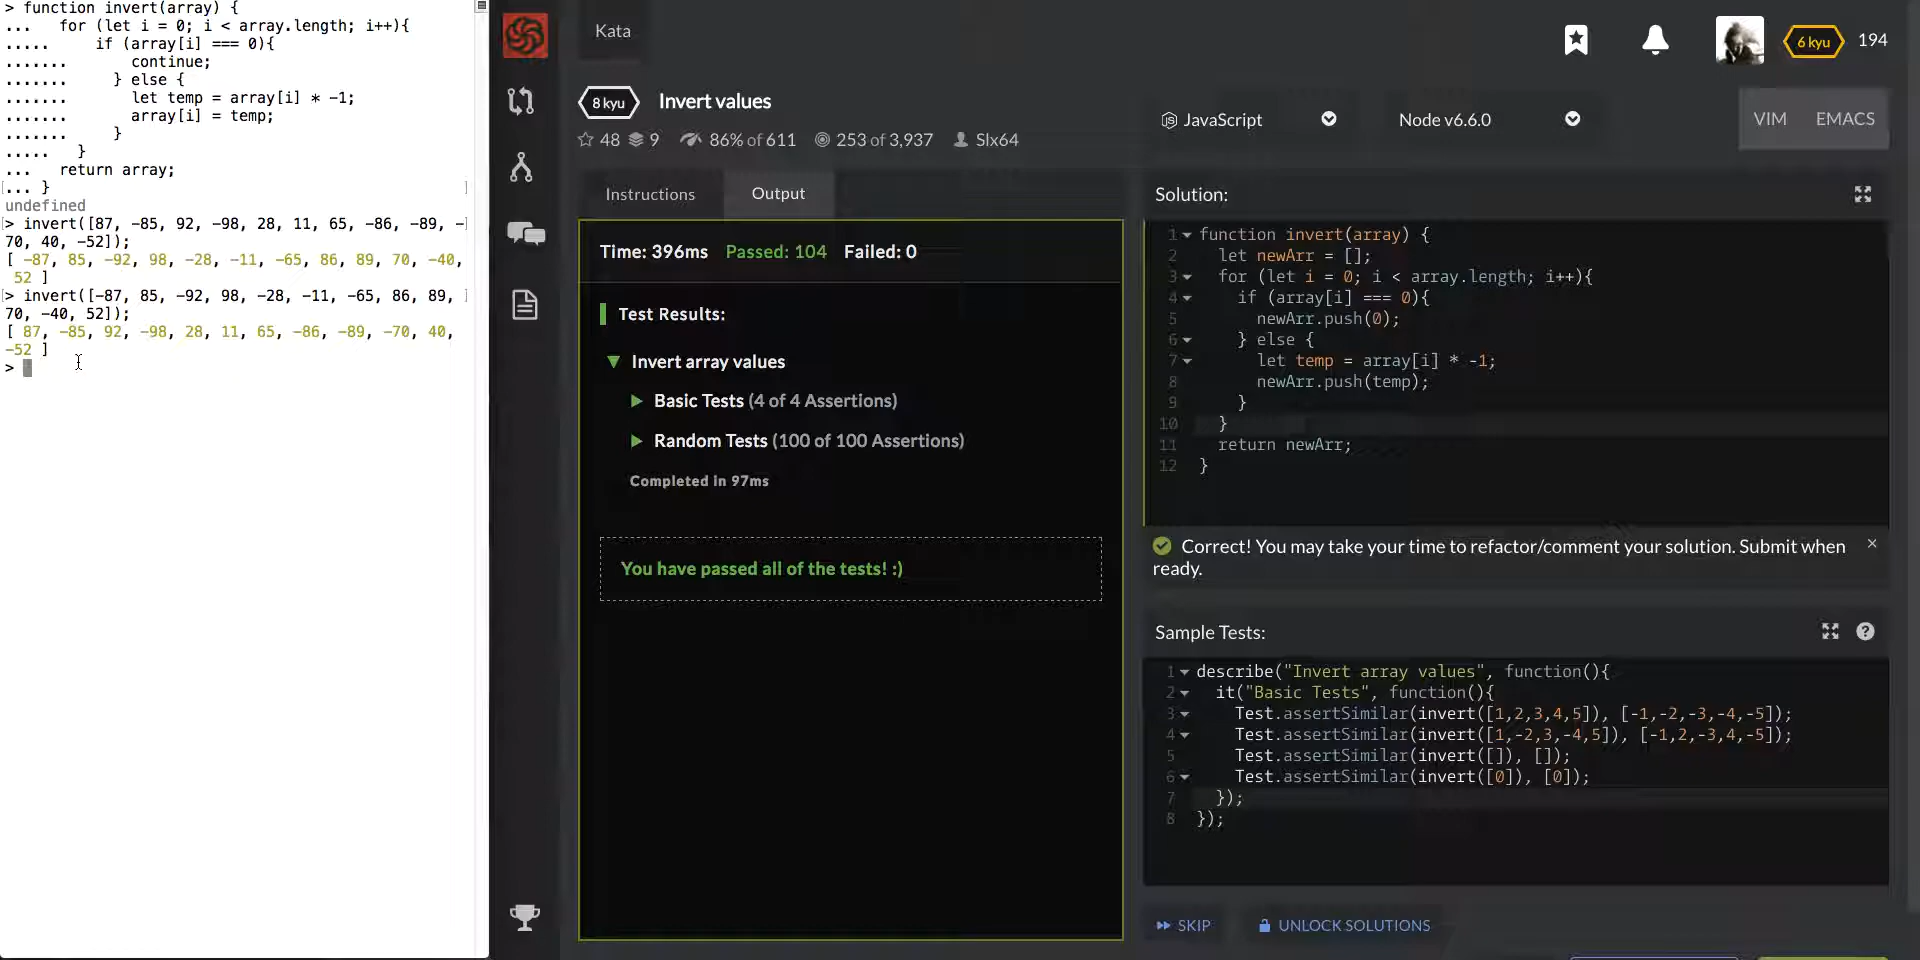 > function invert(array) {
...   for (let i = 0; i < array.length; i++){
.....     if (array[i] === 0){
.......       continue;
.......     } else {
.......       let temp = array[i] * -1;
.......       array[i] = temp;
.......     }
.....   }
...   return array;
[... }                                                    ]
undefined
[> invert([87, -85, 92, -98, 28, 11, 65, -86, -89, -]
70, 40, -52]);
[ -87, 85, -92, 98, -28, -11, -65, 86, 89, 70, -40,
52 ]
[> invert([-87, 85, -92, 98, -28, -11, -65, 86, 89, ]
70, -40, 52]);
[ 87, -85, 92, -98, 28, 11, 65, -86, -89, -70, 40,
-52 ]
>
Kata
6 kyu 194
8 kyu Invert values
48 9 86% of 611 253 of 3,937 Slx64
JavaScript
Node v6.6.0
VIM EMACS
Instructions Output
Time: 396ms Passed: 104 Failed: 0
Test Results:
Invert array values
Basic Tests (4 of 4 Assertions)
Random Tests (100 of 100 Assertions)
Completed in 97ms
You have passed all of the tests! :)
Solution:
1 function invert(array) {
2   let newArr = [];
3   for (let i = 0; i < array.length; i++){
4     if (array[i] === 0){
5       newArr.push(0);
6     } else {
7       let temp = array[i] * -1;
8       newArr.push(temp);
9     }
10   }
11   return newArr;
12 }
Correct! You may take your time to refactor/comment your solution. Submit when
ready.
×
Sample Tests:
?
1 describe("Invert array values", function(){
2   it("Basic Tests", function(){
3     Test.assertSimilar(invert([1,2,3,4,5]), [-1,-2,-3,-4,-5]);
4     Test.assertSimilar(invert([1,-2,3,-4,5]), [-1,2,-3,4,-5]);
5     Test.assertSimilar(invert([]), []);
6     Test.assertSimilar(invert([0]), [0]);
7   });
8 });
SKIP
UNLOCK SOLUTIONS